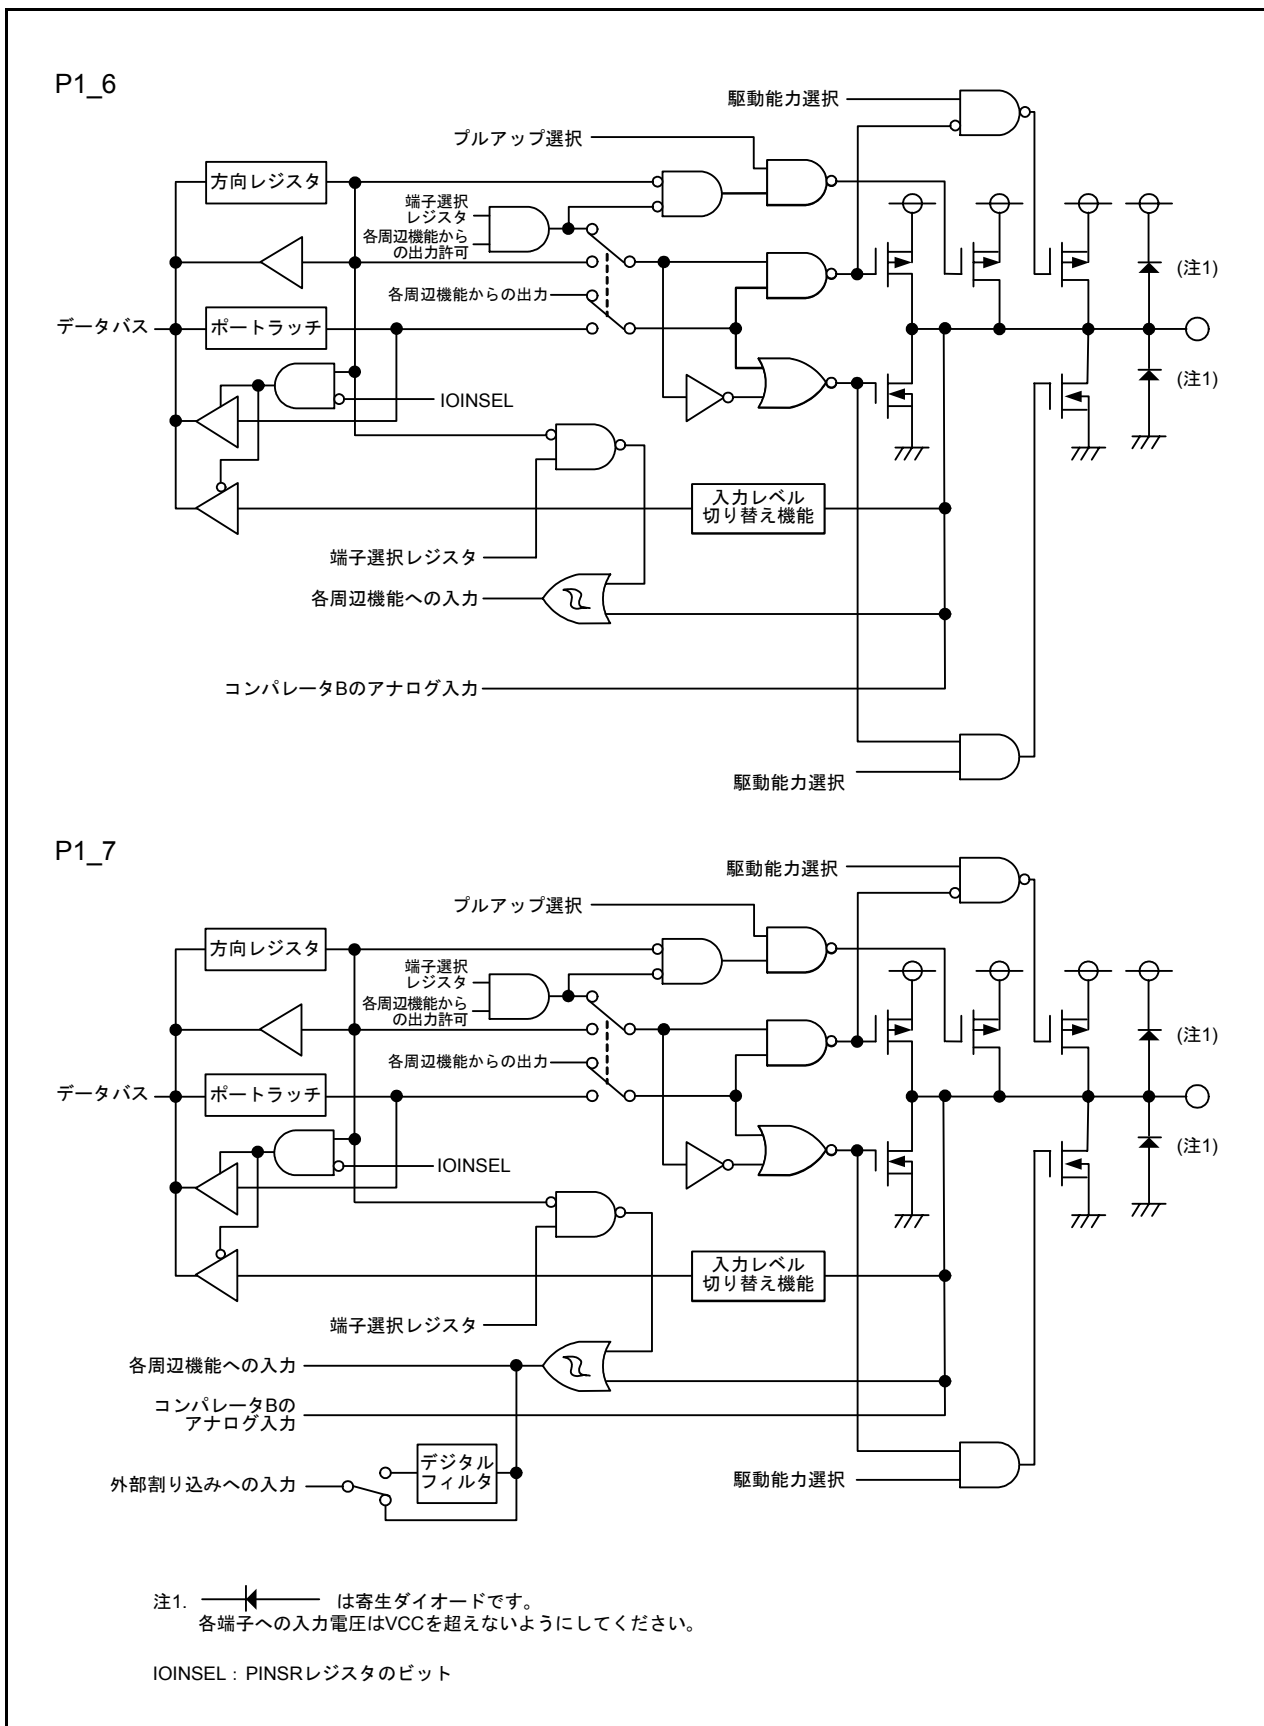 P1_6
駆動能力選択
プルアップ選択
方向レジスタ
端子選択
レジスタ
各周辺機能から
の出力許可
(注1)
各周辺機能からの出力
データバス
ポートラッチ
(注1)
IOINSEL
入力レベル
切り替え機能
端子選択レジスタ
各周辺機能への入力
コンパレータBのアナログ入力
駆動能力選択
P1_7
駆動能力選択
プルアップ選択
方向レジスタ
端子選択
レジスタ
各周辺機能から
の出力許可
(注1)
各周辺機能からの出力
データバス
ポートラッチ
(注1)
IOINSEL
入力レベル
切り替え機能
端子選択レジスタ
各周辺機能への入力
コンパレータBの
アナログ入力
デジタル
フィルタ
外部割り込みへの入力
駆動能力選択
注1. は寄生ダイオードです。
各端子への入力電圧はVCCを超えないようにしてください。
IOINSEL : PINSRレジスタのビット